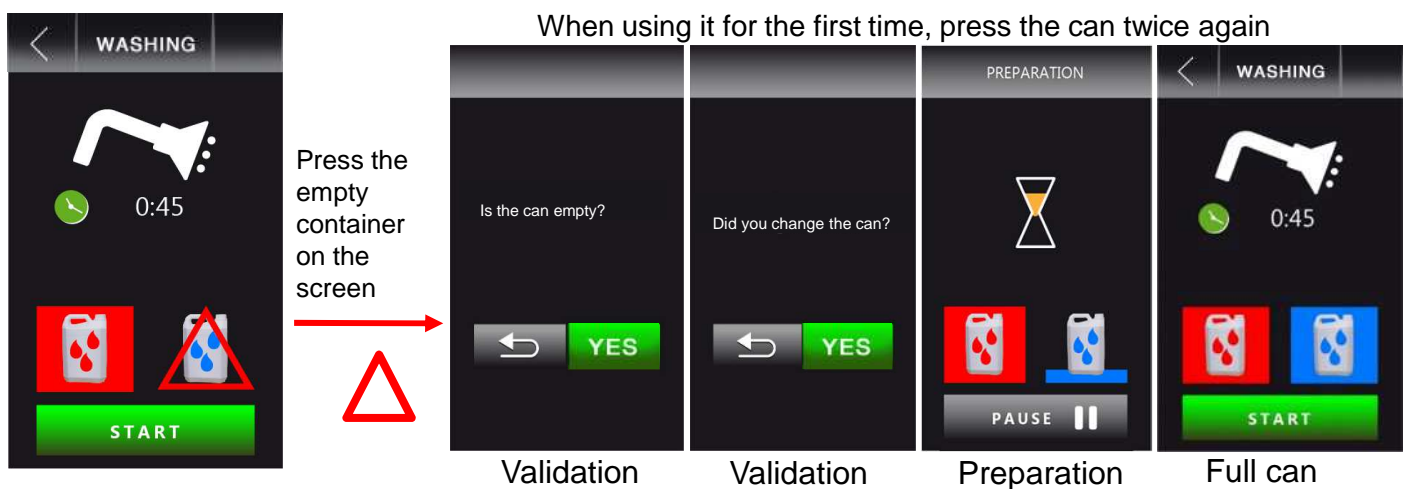 When using it for the first time, press the can twice again
WASHING
0:45
START
Press the
empty
container
on the
screen
Is the can empty?
YES
Validation
Did you change the can?
YES
Validation
PREPARATION
PAUSE
Preparation
WASHING
0:45
START
Full can